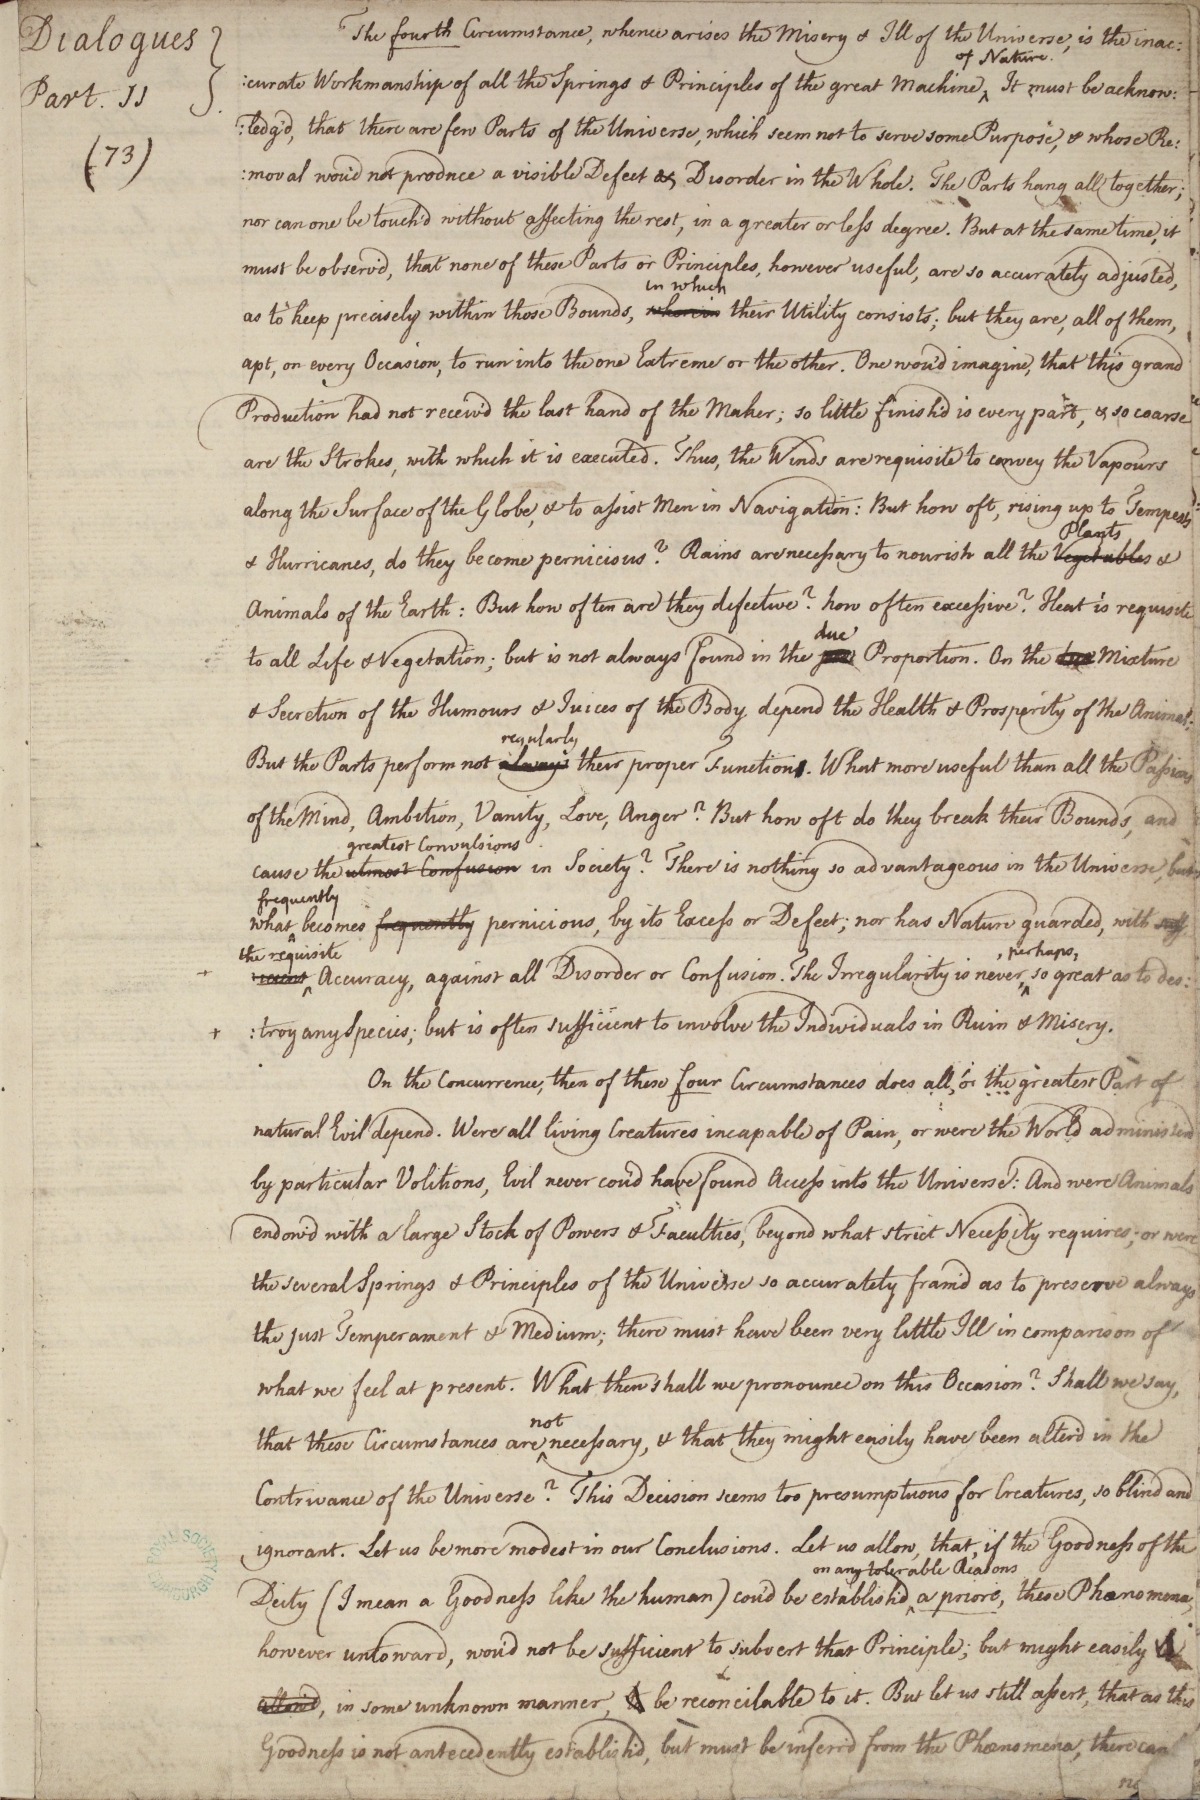 Dialogues
Part. 11
(73)
The fourth Circumstance, whence arises the Misery & Ill of the Universe, is the inac:
of Nature.
:curate Workmanship of all the Springs & Principles of the great Machine, It must be acknow:
:ledg'd, that there are few Parts of the Universe, which seem not to serve some Purpose, & whose Re:
:moval wou'd not produce a visible Defect & Disorder in the Whole. The Parts hang all together;
nor can one be touch'd without affecting the rest, in a greater or less degree. But at the same time, it
must be observ'd, that none of these Parts or Principles, however useful, are so accurately adjusted,
in which
as to keep precisely within those Bounds, wherein their Utility consists; but they are, all of them,
apt, on every Occasion, to run into the one Extreme or the other. One wou'd imagine, that this grand
Production had not receiv'd the last hand of the Maker; so little finish'd is every part, & so coarse
are the Strokes, with which it is executed. Thus, the Winds are requisite to convey the Vapours
along the Surface of the Globe, & to assist Men in Navigation: But how oft, rising up to Tempests
Plants
& Hurricanes, do they become pernicious? Rains are necessary to nourish all the Vegetables &
Animals of the Earth: But how often are they defective? how often excessive? Heat is requisite
due
to all Life & Vegetation; but is not always found in the Proportion. On the Mixture
& Secretion of the Humours & Juices of the Body depend the Health & Prosperity of the Animal:
regularly
But the Parts perform not always their proper Functions. What more useful than all the Passions
of the Mind, Ambition, Vanity, Love, Anger? But how oft do they break their Bounds, and
greatest Convulsions
cause the utmost Confusion in Society? There is nothing so advantageous in the Universe, but
frequently
what becomes frequently pernicious, by its Excess or Defect; nor has Nature guarded, with
the requisite , perhaps,
Accuracy, against all Disorder or Confusion. The Irregularity is never, so great as to des:
:troy any Species; but is often sufficient to involve the Individuals in Ruin & Misery.
On the Concurrence, then of these four Circumstances does all, or the greatest Part of
natural Evil depend. Were all living Creatures incapable of Pain, or were the World administerd
by particular Volitions, Evil never cou'd have found Access into the Universe: And were Animals
endow'd with a large Stock of Powers & Faculties, beyond what strict Necessity requires; or were
the several Springs & Principles of the Universe so accurately fram'd as to preserve always
the just Temperament & Medium; there must have been very little Ill in comparison of
what we feel at present. What then shall we pronounce on this Occasion? Shall we say,
not
that these Circumstances are necessary, & that they might easily have been alter'd in the
Contrivance of the Universe? This Decision seems too presumptuous for Creatures, so blind and
ignorant. Let us be more modest in our Conclusions. Let us allow, that, if the Goodness of the
on any tolerable Reasons
Deity (I mean a Goodness like the human) cou'd be establish'd a priore, these Phænomena,
however untoward, wou'd not be sufficient to subvert that Principle; but might easily
, in some unknown manner, be reconcilable to it. But let us still assert, that as this
Goodness is not antecedently establish'd, but must be inferr'd from the Phænomena, there can
no
ROYAL SOCIETY EDINBURGH